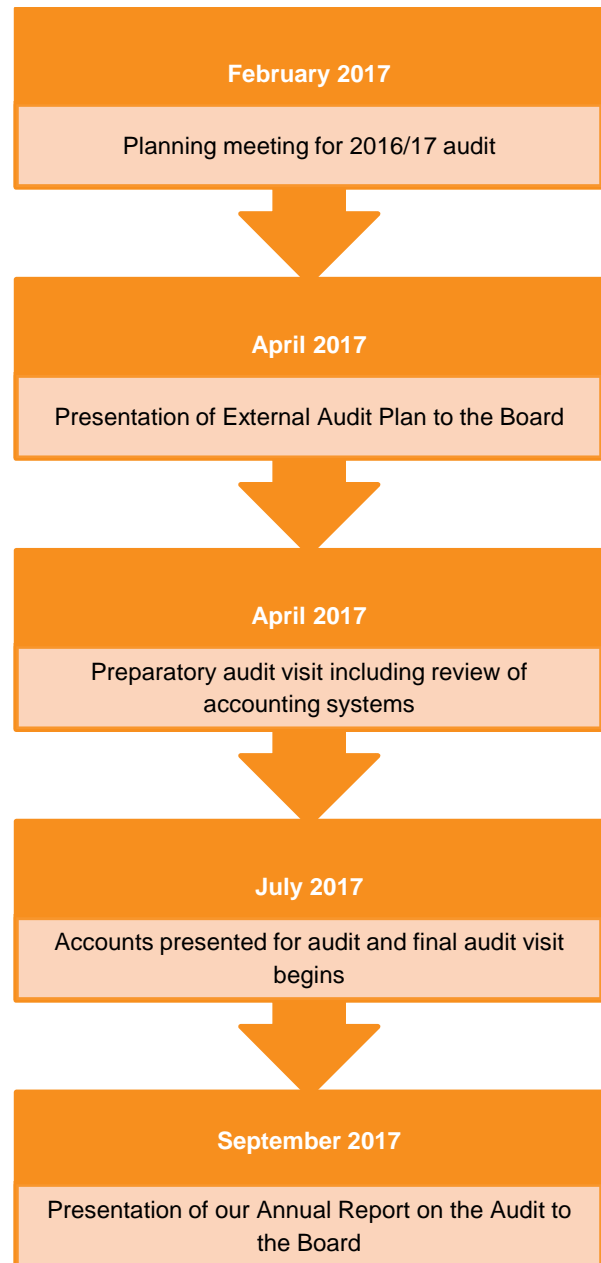 February 2017
Planning meeting for 2016/17 audit
April 2017
Presentation of External Audit Plan to the Board
April 2017
Preparatory audit visit including review of
accounting systems
July 2017
Accounts presented for audit and final audit visit
begins
September 2017
Presentation of our Annual Report on the Audit to
the Board